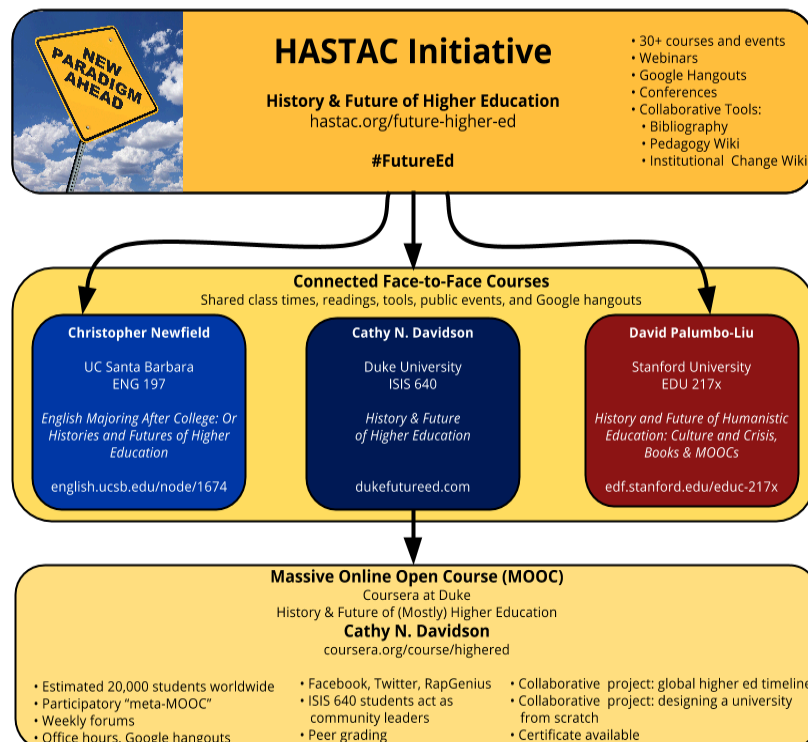 NEW
PARADIGM
AHEAD
HASTAC Initiative
History & Future of Higher Education
hastac.org/future-higher-ed
#FutureEd
• 30+ courses and events
• Webinars
• Google Hangouts
• Conferences
• Collaborative Tools:
• Bibliography
• Pedagogy Wiki
• Institutional Change Wiki
Connected Face-to-Face Courses
Shared class times, readings, tools, public events, and Google hangouts
Christopher Newfield
UC Santa Barbara
ENG 197
English Majoring After College: Or
Histories and Futures of Higher
Education
english.ucsb.edu/node/1674
Cathy N. Davidson
Duke University
ISIS 640
History & Future
of Higher Education
dukefutureed.com
David Palumbo-Liu
Stanford University
EDU 217x
History and Future of Humanistic
Education: Culture and Crisis,
Books & MOOCs
edf.stanford.edu/educ-217x
Massive Online Open Course (MOOC)
Coursera at Duke
History & Future of (Mostly) Higher Education
Cathy N. Davidson
coursera.org/course/highered
• Estimated 20,000 students worldwide
• Participatory “meta-MOOC”
• Weekly forums
• Office hours, Google hangouts
• Facebook, Twitter, RapGenius
• ISIS 640 students act as
community leaders
• Peer grading
• Collaborative project: global higher ed timeline
• Collaborative project: designing a university
from scratch
• Certificate available